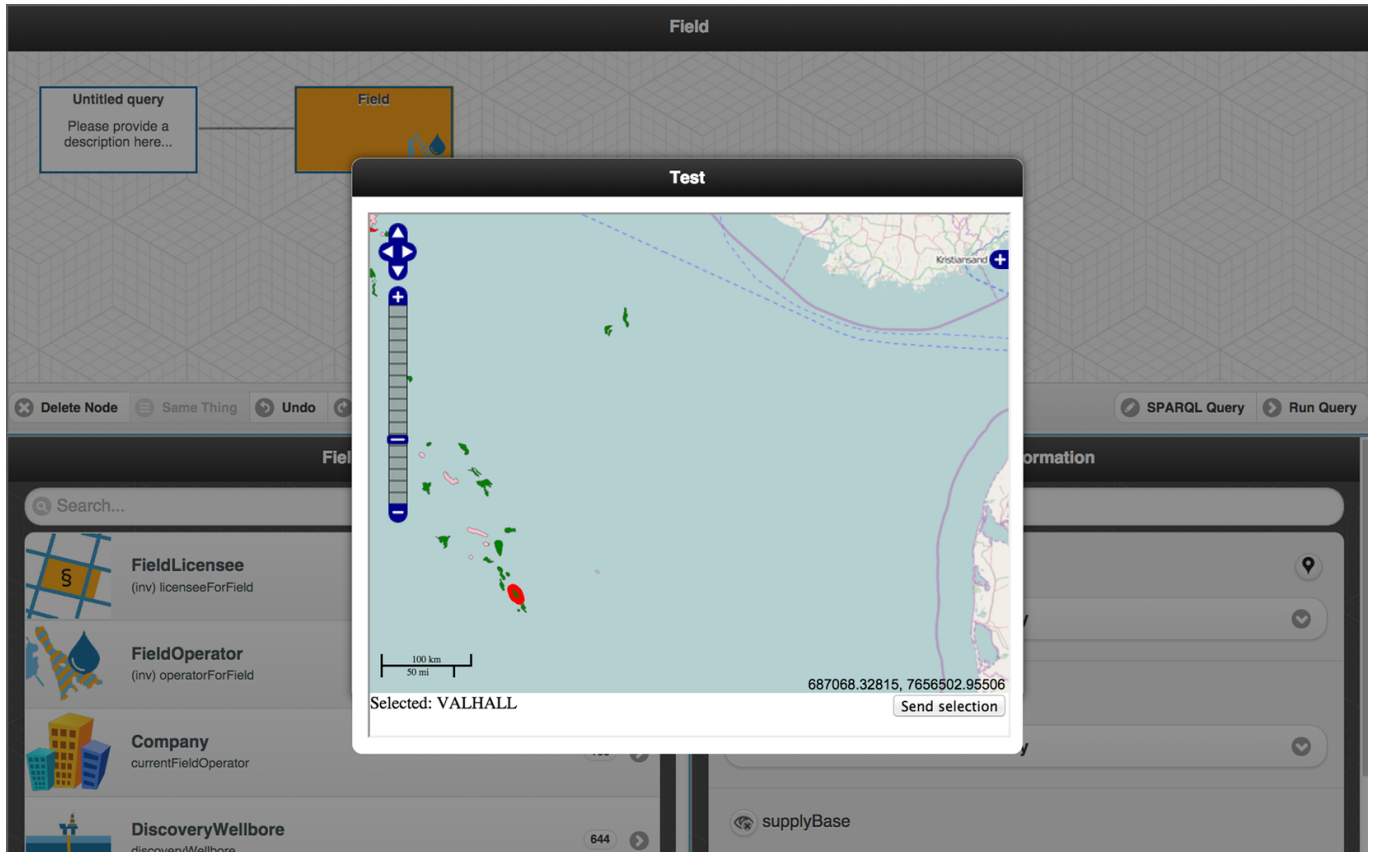 Field
Untitled query
Please provide a
description here...
Field
Test
Kristiansand
100 km
50 mi
687068.32815, 7656502.95506
Selected: VALHALL
Send selection
Delete Node
Same Thing
Undo
SPARQL Query
Run Query
Search...
FieldLicensee
(inv) licenseeForField
§
FieldOperator
(inv) operatorForField
Company
currentFieldOperator
DiscoveryWellbore
discoveryWellbore
644
supplyBase